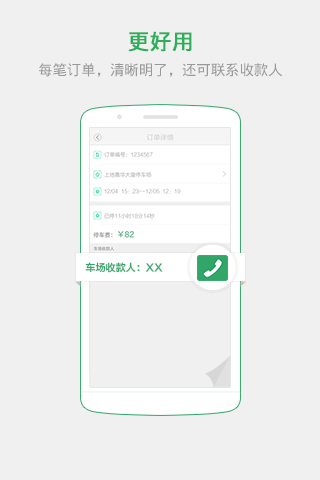 更好用
每笔订单，清晰明了，还可联系收款人
订单详情
订单编号：1234567
上地嘉华大厦停车场
12/04 15：23--12/05 12：19
已停11小时18分14秒
停车费：¥82
车场收款人
车场收款人：XX